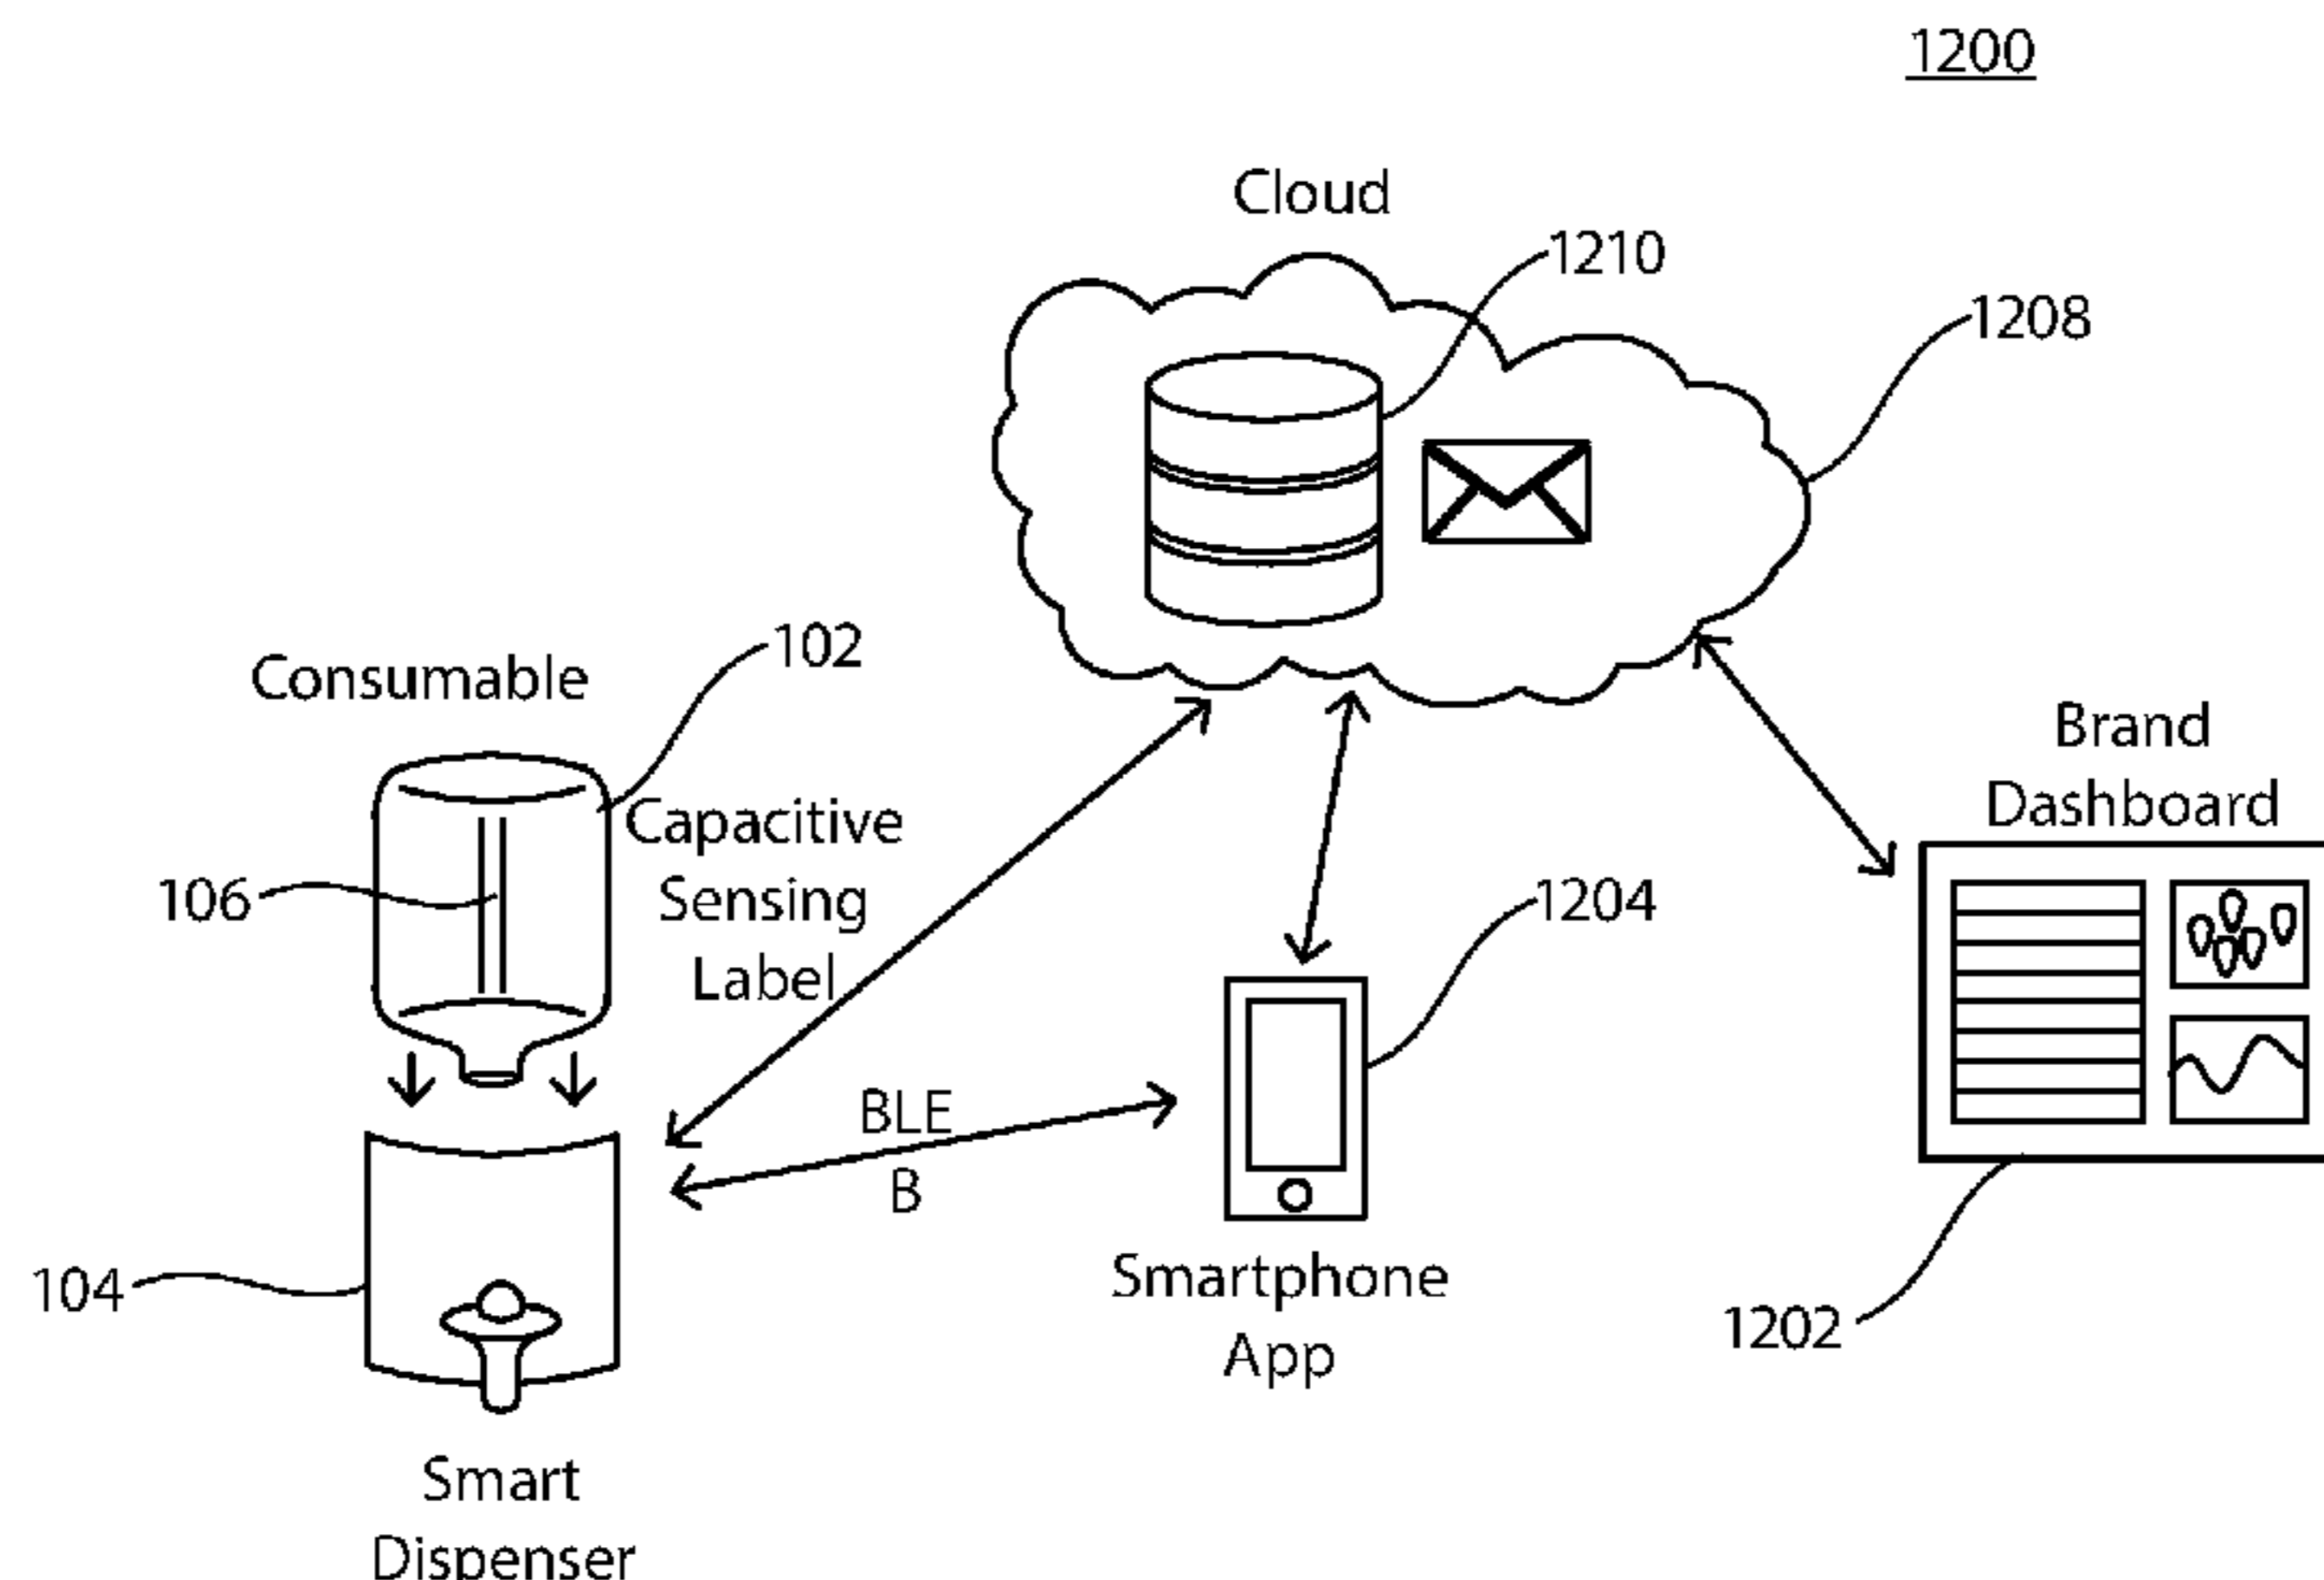 1200
Cloud
1210
1208
Consumable
102
Brand
Dashboard
Capacitive
Sensing
Label
106
1204
BLE
B
104
Smartphone
App
1202
Smart
Dispenser